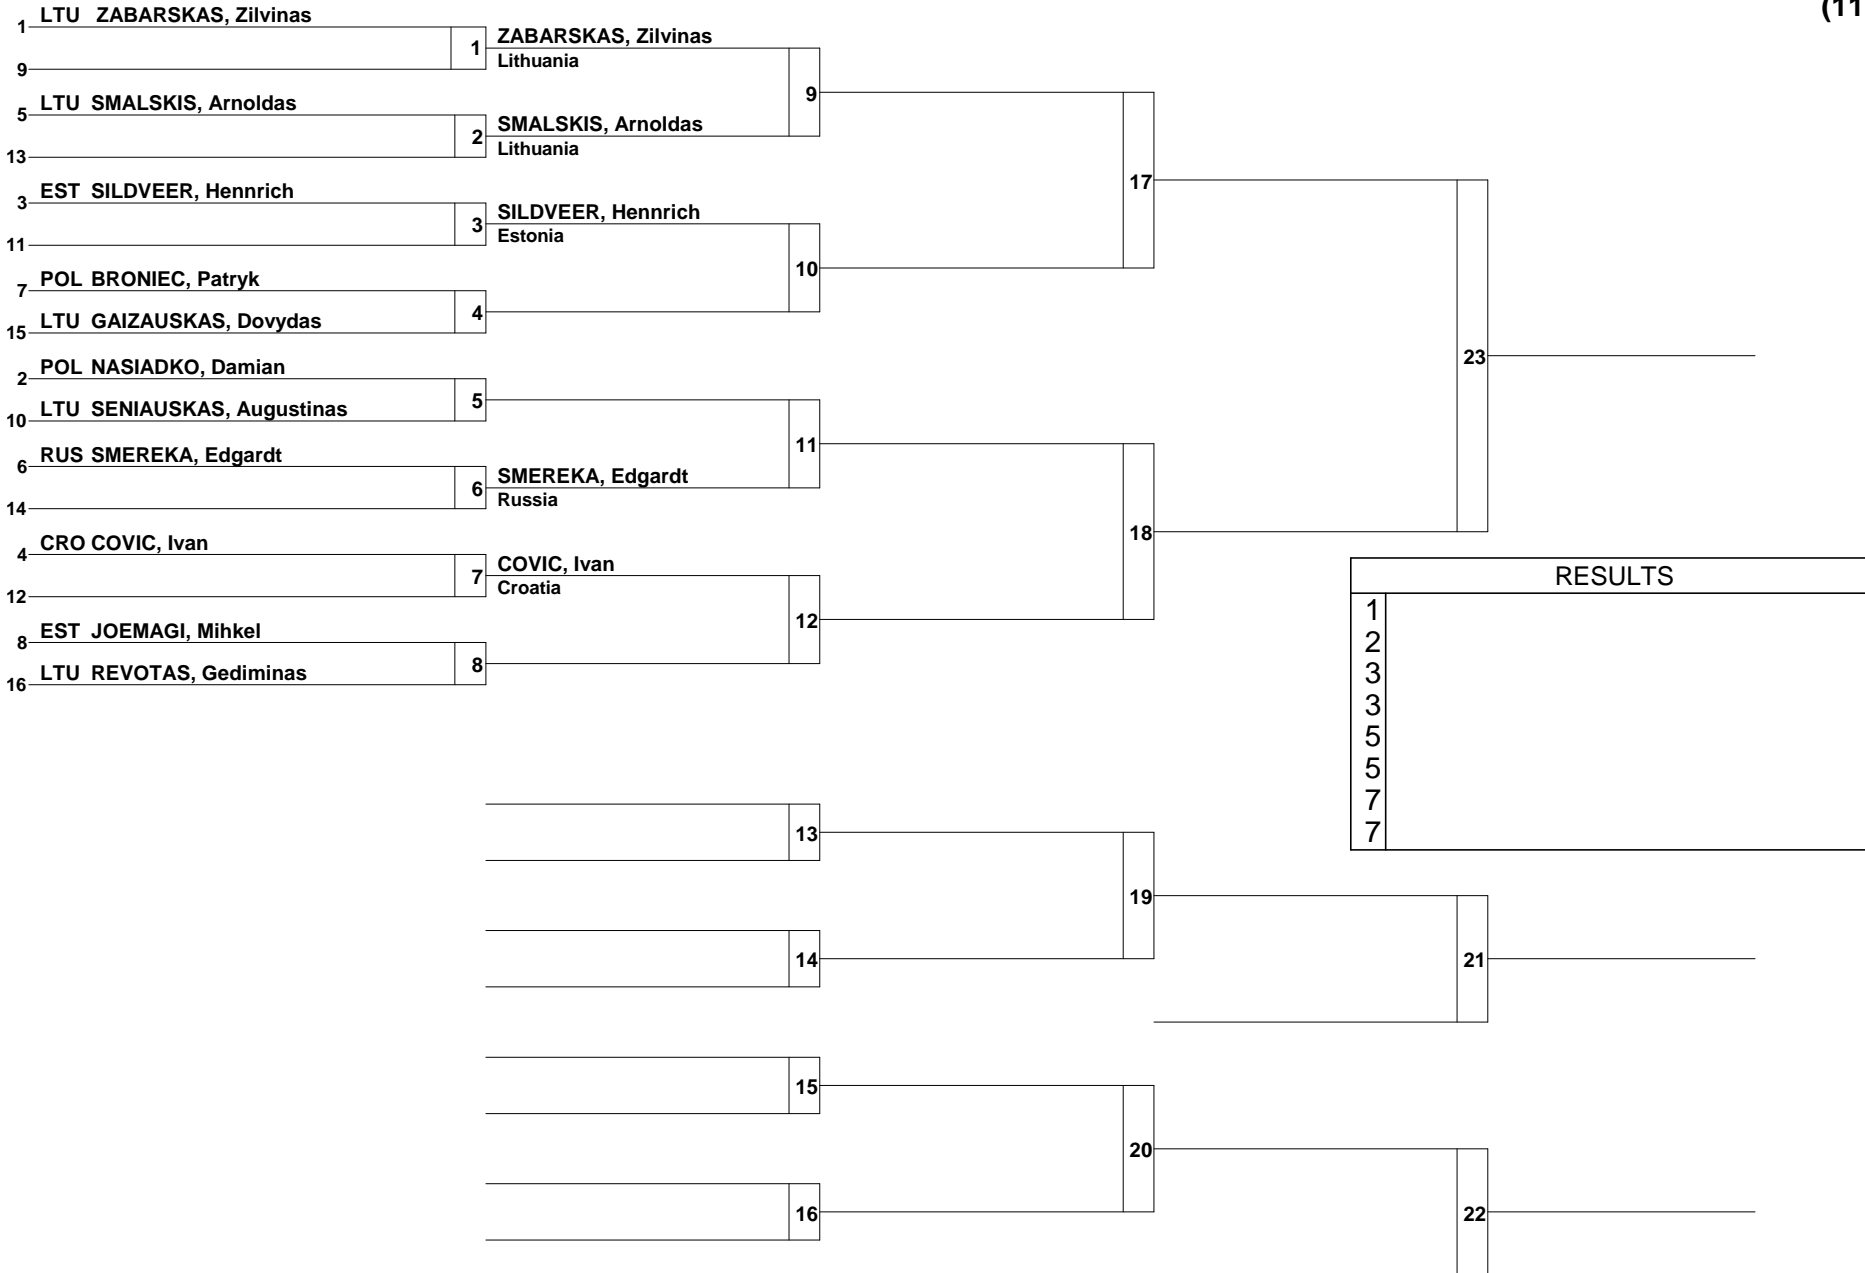 (11
1 LTU ZABARSKAS, Zilvinas
9
1 ZABARSKAS, Zilvinas
Lithuania
5 LTU SMALSKIS, Arnoldas
13
2 SMALSKIS, Arnoldas
Lithuania
9
3 EST SILDVEER, Hennrich
11
3 SILDVEER, Hennrich
Estonia
7 POL BRONIEC, Patryk
15 LTU GAIZAUSKAS, Dovydas
4
10
17
2 POL NASIADKO, Damian
10 LTU SENIAUSKAS, Augustinas
5
6 RUS SMEREKA, Edgardt
14
6 SMEREKA, Edgardt
Russia
11
4 CRO COVIC, Ivan
12
7 COVIC, Ivan
Croatia
8 EST JOEMAGI, Mihkel
16 LTU REVOTAS, Gediminas
8
12
18
23
RESULTS
1
2
3
3
5
5
7
7
13
14
19
21
15
16
20
22